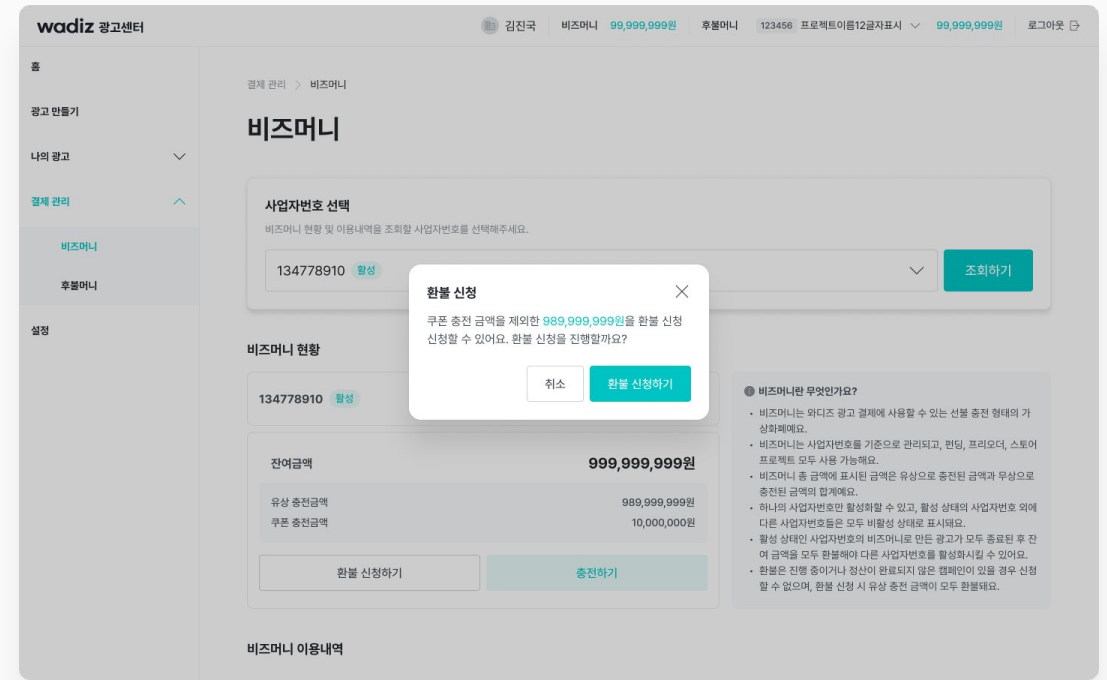 wadiz 광고센터
김진국 비즈머니 99,999,999원 후불머니 123456 프로젝트이름12글자표시 99,999,999원 로그아웃
홈
광고 만들기
나의 광고
결제 관리
비즈머니
후불머니
설정
결제 관리 > 비즈머니
비즈머니
사업자번호 선택
비즈머니 현황 및 이용내역을 조회할 사업자번호를 선택해주세요.
134778910 활성
조회하기
환불 신청
쿠폰 충전 금액을 제외한 989,999,999원을 환불 신청
신청할 수 있어요. 환불 신청을 진행할까요?
취소
환불 신청하기
비즈머니 현황
134778910 활성
잔여금액 999,999,999원
유상 충전금액 989,999,999원
쿠폰 충전금액 10,000,000원
환불 신청하기
충전하기
비즈머니란 무엇인가요?
• 비즈머니는 와디즈 광고 결제에 사용할 수 있는 선불 충전 형태의 가
상화폐예요.
• 비즈머니는 사업자번호를 기준으로 관리되고, 펀딩, 프리오더, 스토어
프로젝트 모두 사용 가능해요.
• 비즈머니 총 금액에 표시된 금액은 유상으로 충전된 금액과 무상으로
충전된 금액의 합계예요.
• 하나의 사업자번호만 활성화할 수 있고, 활성 상태의 사업자번호 외에
다른 사업자번호들은 모두 비활성 상태로 표시돼요.
• 활성 상태인 사업자번호의 비즈머니로 만든 광고가 모두 종료된 후 잔
여 금액을 모두 환불해야 다른 사업자번호를 활성화시킬 수 있어요.
• 환불은 진행 중이거나 정산이 완료되지 않은 캠페인이 있을 경우 신청
할 수 없으며, 환불 신청 시 유상 충전 금액이 모두 환불돼요.
비즈머니 이용내역